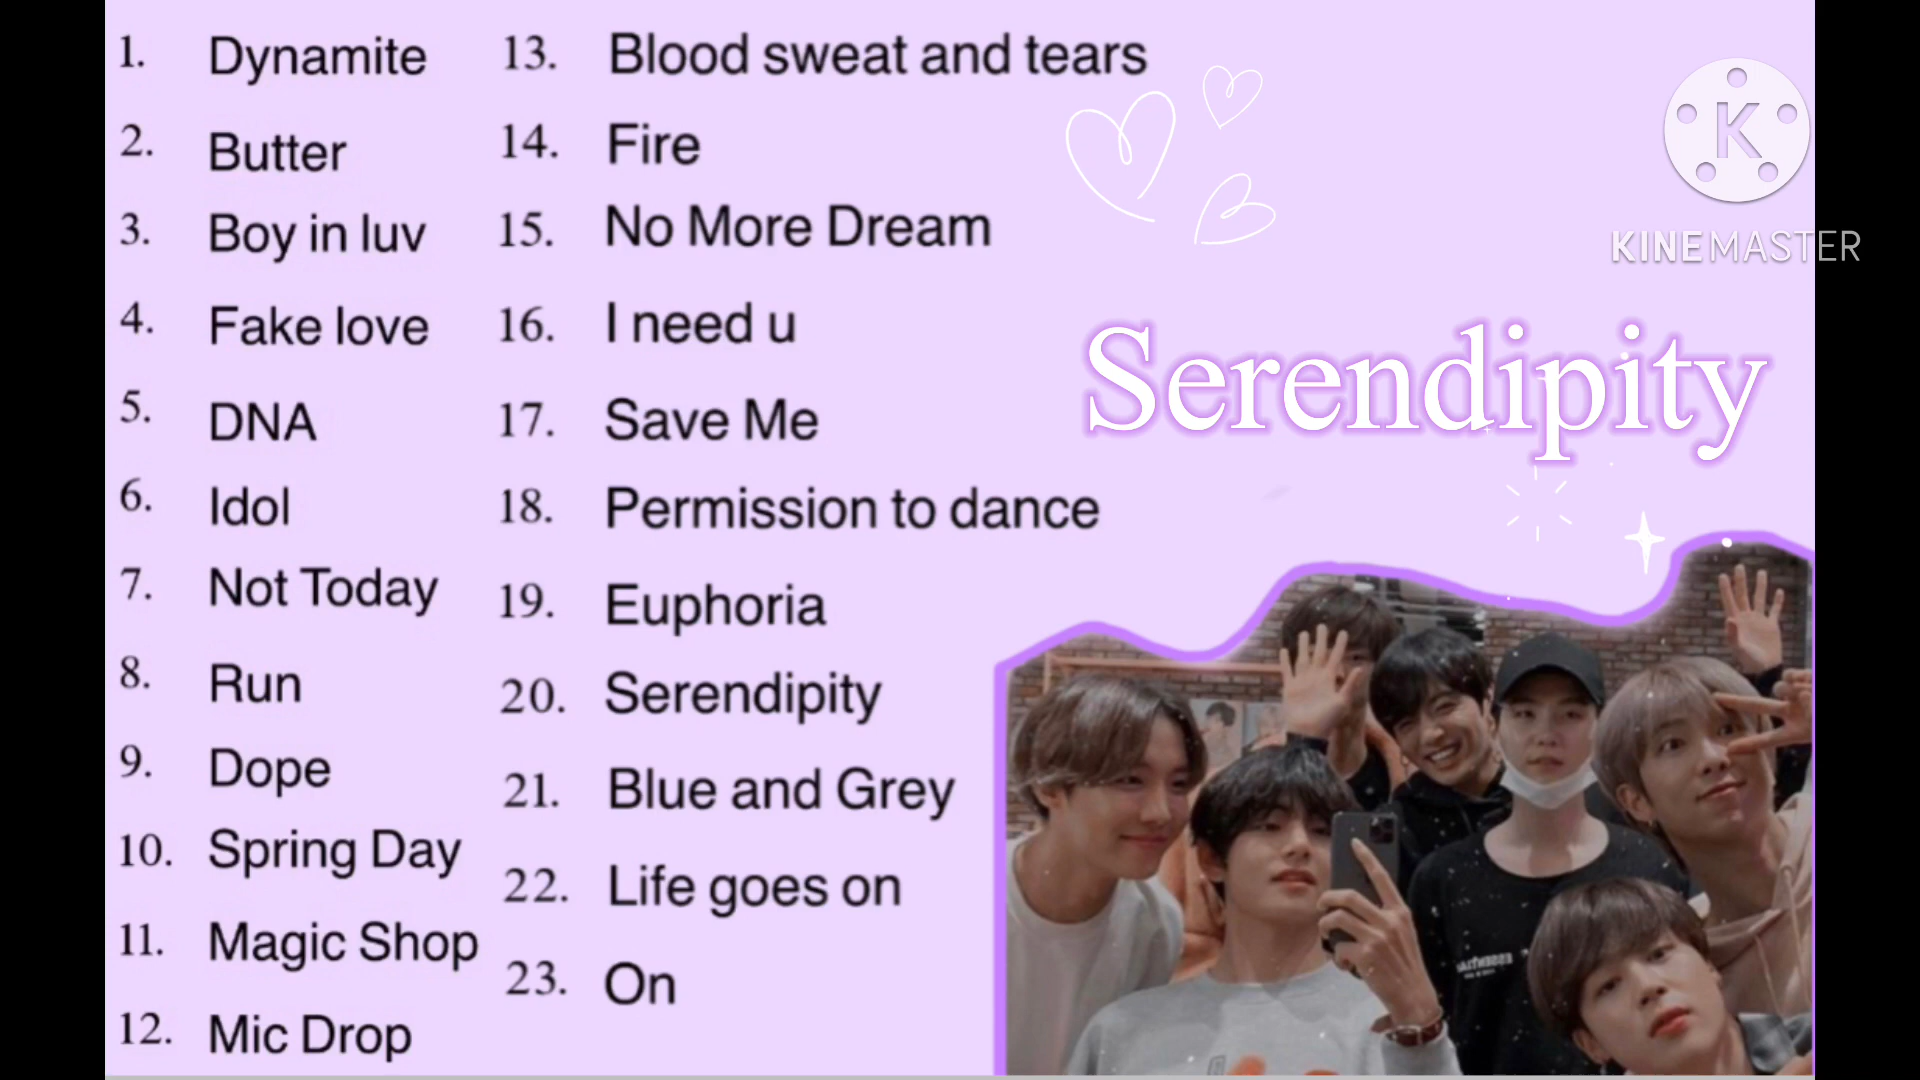 1. Dynamite
2. Butter
3. Boy in luv
4. Fake love
5. DNA
6. Idol
7. Not Today
8. Run
9. Dope
10. Spring Day
11. Magic Shop
12. Mic Drop
13. Blood sweat and tears
14. Fire
15. No More Dream
16. I need u
17. Save Me
18. Permission to dance
19. Euphoria
20. Serendipity
21. Blue and Grey
22. Life goes on
23. On
K
KINEMASTER
Serendipity